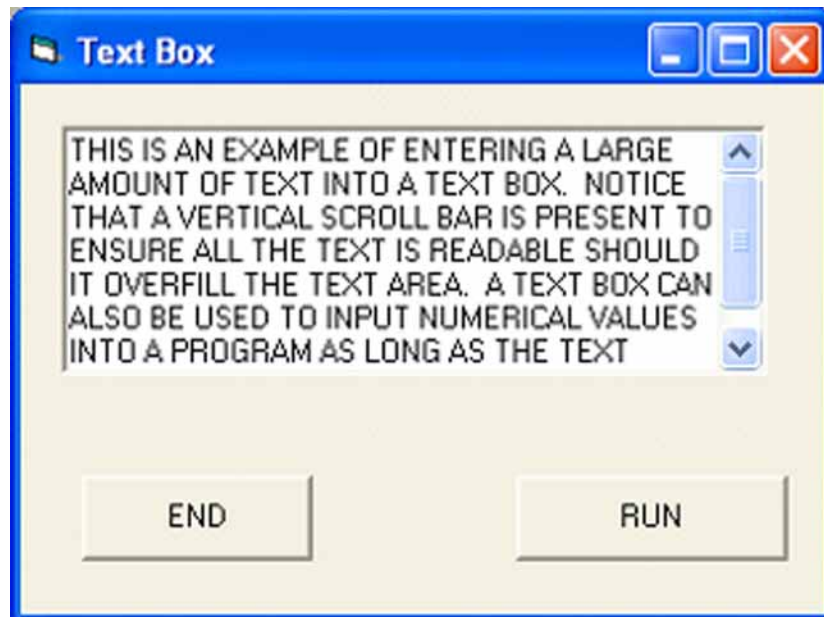 Text Box
THIS IS AN EXAMPLE OF ENTERING A LARGE
AMOUNT OF TEXT INTO A TEXT BOX.  NOTICE
THAT A VERTICAL SCROLL BAR IS PRESENT TO
ENSURE ALL THE TEXT IS READABLE SHOULD
IT OVERFILL THE TEXT AREA.  A TEXT BOX CAN
ALSO BE USED TO INPUT NUMERICAL VALUES
INTO A PROGRAM AS LONG AS THE TEXT
END
RUN